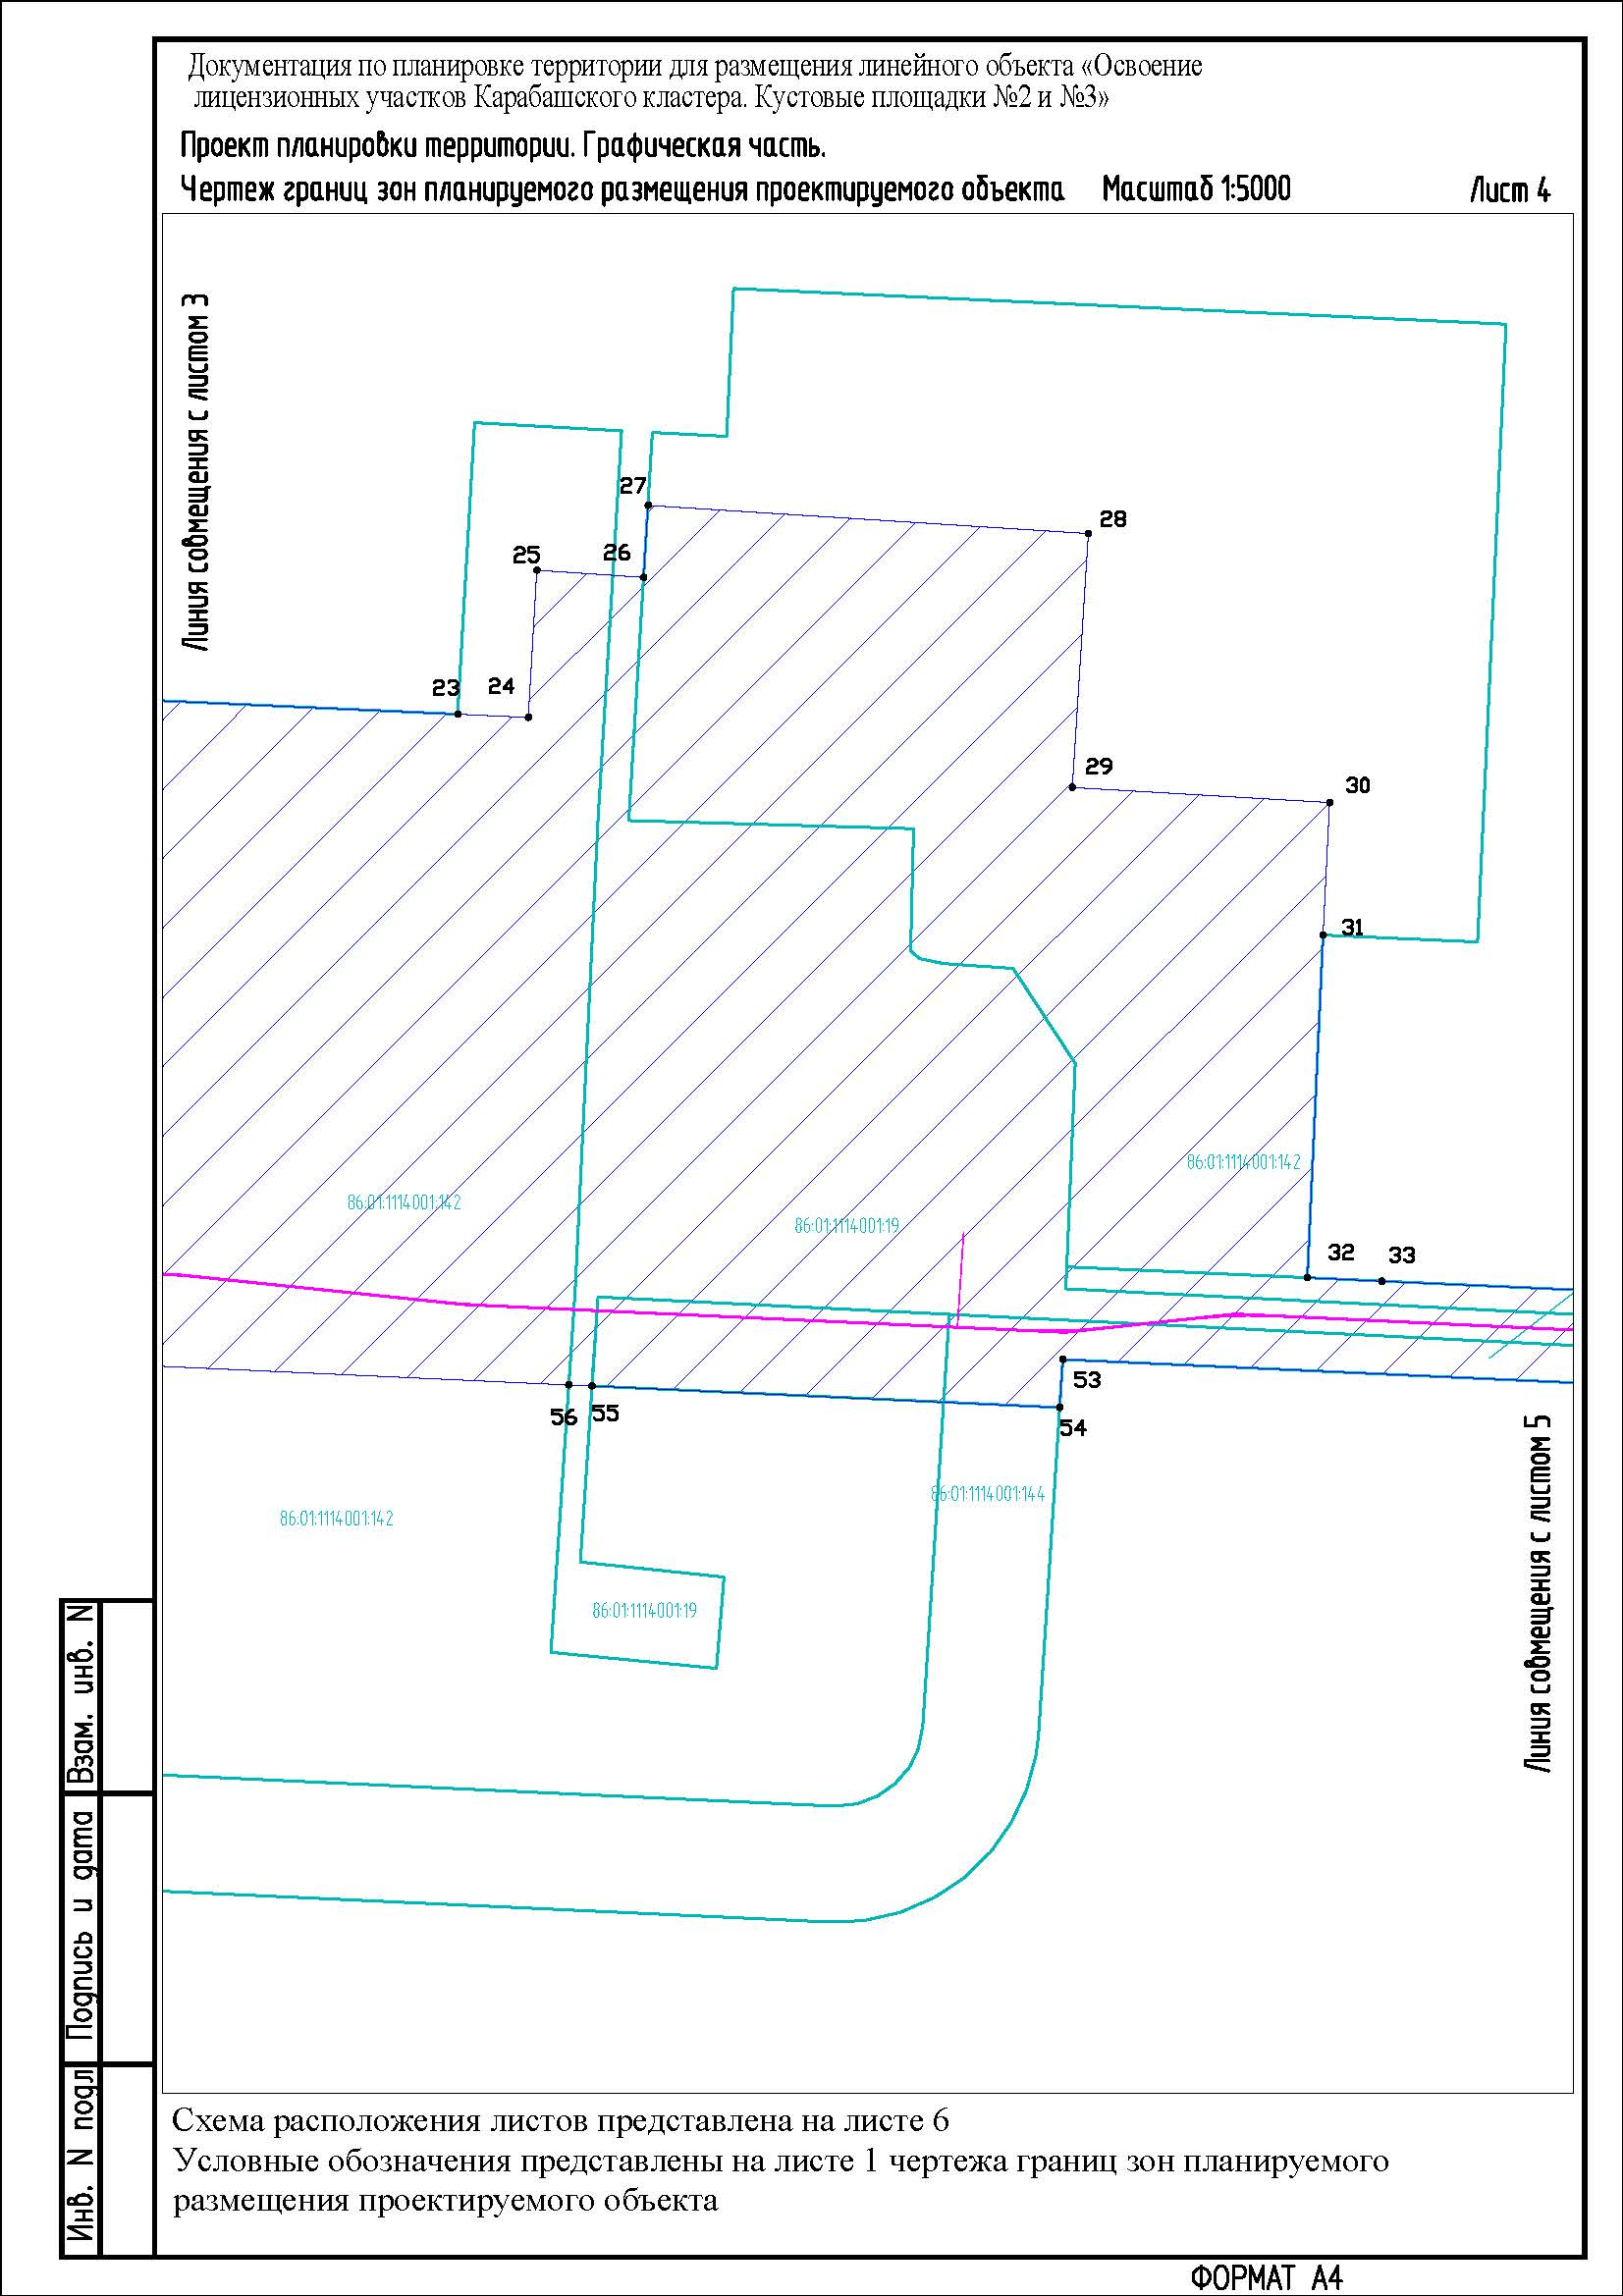 Документация по планировке территории для размещения линейного объекта «Освоение
лицензионных участков Карабашского кластера. Кустовые площадки №2 и №3»
Проект планировки территории. Графическая часть.
Чертеж границ зон планируемого размещения проектируемого объекта Масштаб 1:5000 Лист 4
Линия совмещения с листом 3
27
28
25
26
23
24
29
30
31
86:01:1114001:142
86:01:1114001:142
86:01:1114001:19
32
33
53
56
55
54
86:01:1114001:144
86:01:1114001:142
86:01:1114001:19
Линия совмещения с листом 5
Взам. инв. N
Подпись и дата
Инв. N подл
Схема расположения листов представлена на листе 6
Условные обозначения представлены на листе 1 чертежа границ зон планируемого
размещения проектируемого объекта
ФОРМАТ А4